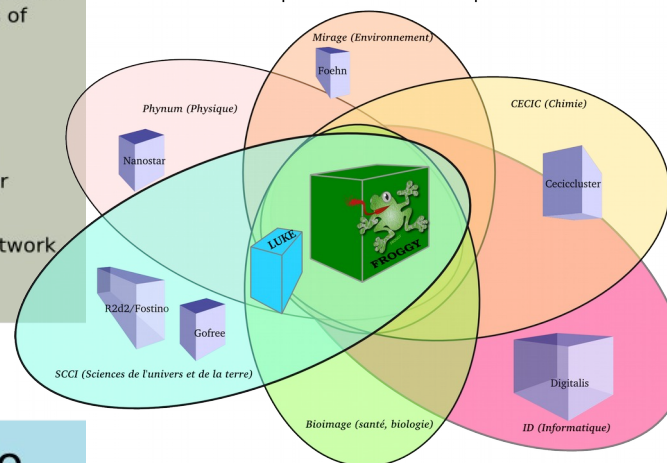 of
r
twork
Mirage (Environnement)
Foehn
Phynum (Physique)
CECIC (Chimie)
Nanostar
Ceciccluster
LUKE
FROGGY
R2d2/Fostino
Gofree
SCCI (Sciences de l'univers et de la terre)
Digitalis
Bioimage (santé, biologie)
ID (Informatique)